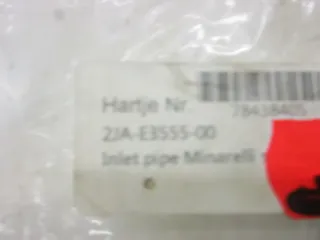 Hartje Nr
2JA-E3555-00
Inlet pipe Minarelli